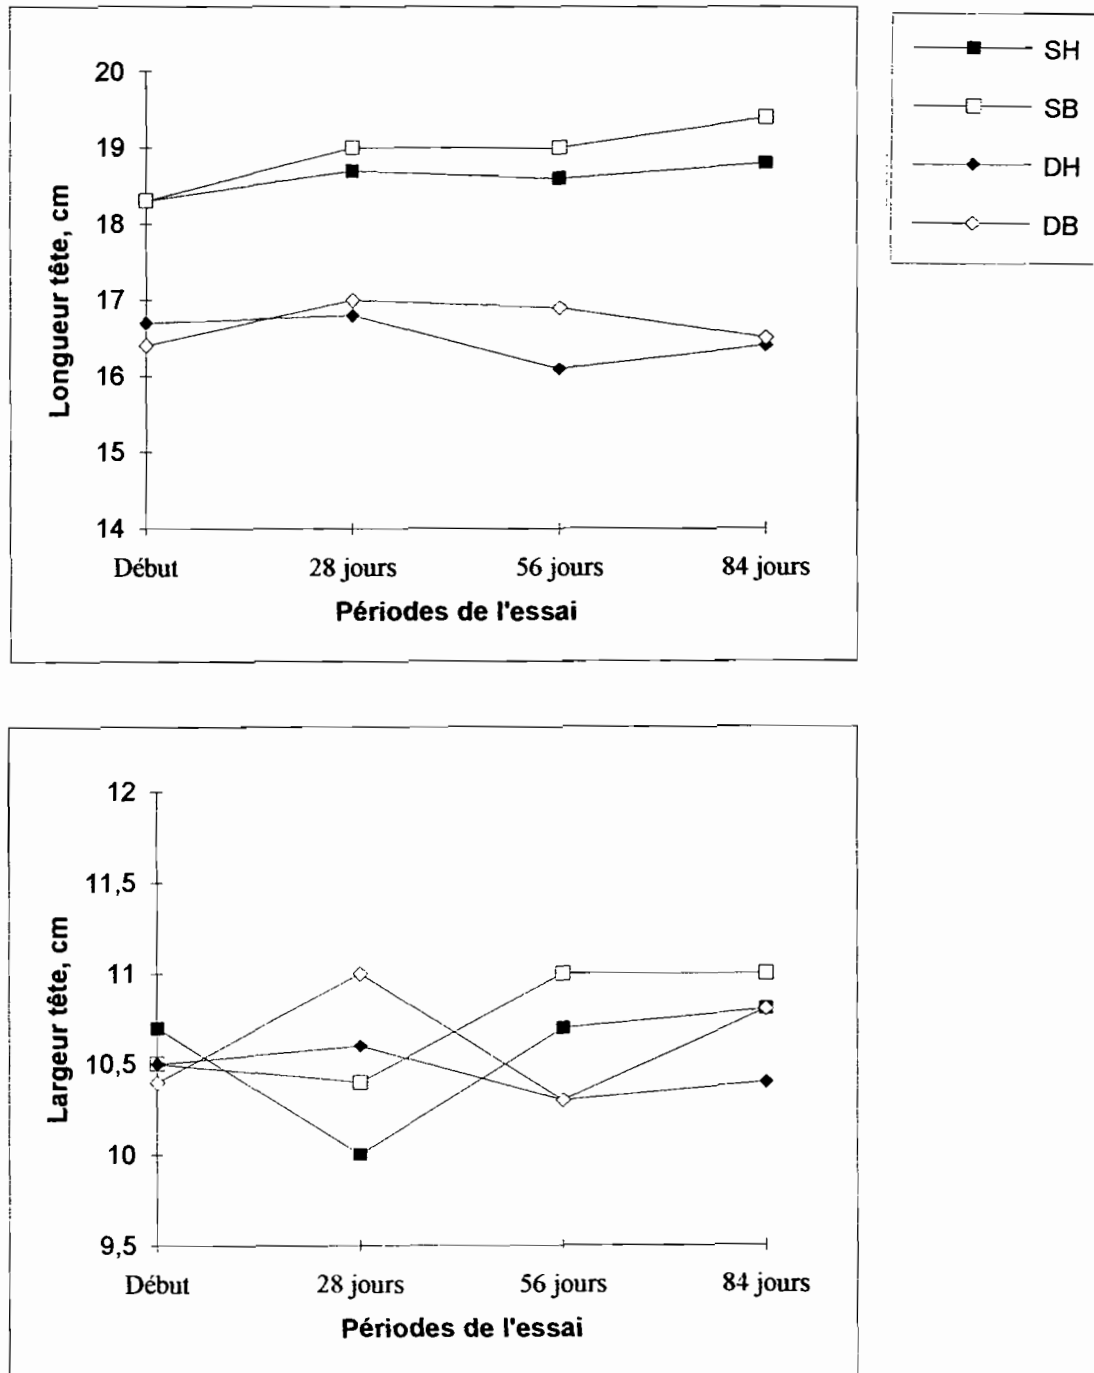 20
19
18
17
16
15
14
Longueur tête, cm
Début 28 jours 56 jours 84 jours
Périodes de l'essai
SH
SB
DH
DB
12
11,5
11
10,5
10
9,5
Largeur tête, cm
Début 28 jours 56 jours 84 jours
Périodes de l'essai